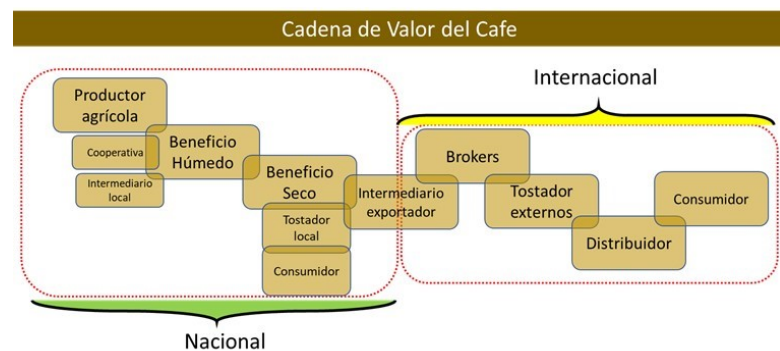 Cadena de Valor del Cafe
Internacional
Productor
agrícola
Cooperativa
Intermediario
local
Beneficio
Húmedo
Beneficio
Seco
Tostador
local
Consumidor
Intermediario
exportador
Brokers
Tostador
externos
Distribuidor
Consumidor
Nacional